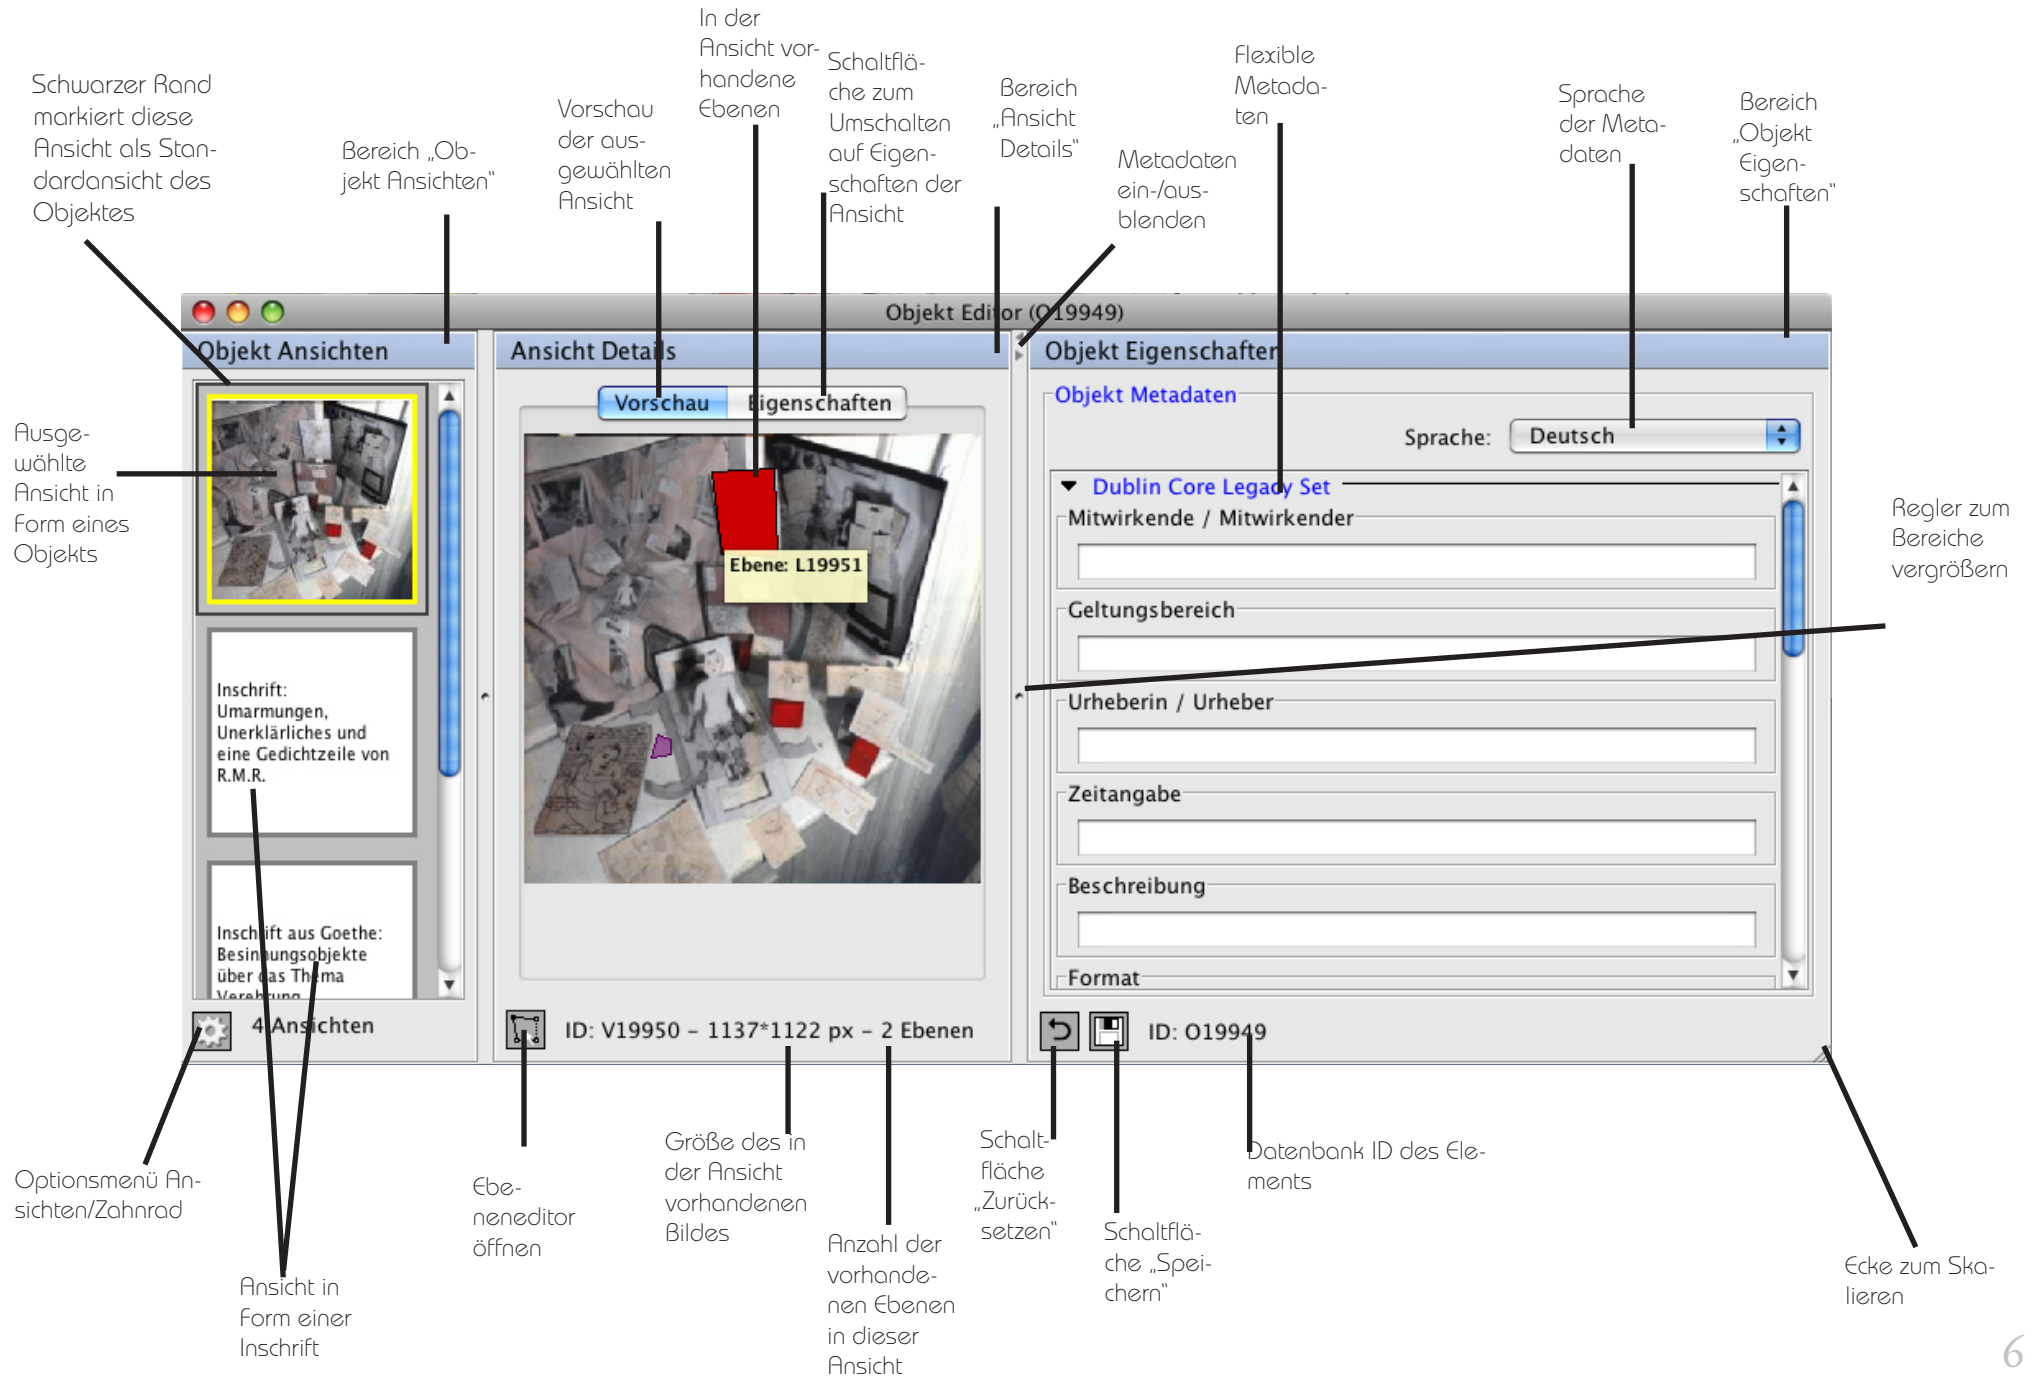 In der
Ansicht vor-
handene
Ebenen
Schwarzer Rand
markiert diese
Ansicht als Stan-
dardansicht des
Objektes
Bereich „Ob-
jekt Ansichten“
Vorschau
der aus-
gewählten
Ansicht
Schaltflä-
che zum
Umschalten
auf Eigen-
schaften der
Ansicht
Bereich
„Ansicht
Details“
Metadaten
ein-/aus-
blenden
Flexible
Metada-
ten
Sprache
der Meta-
daten
Bereich
„Objekt
Eigen-
schaften“
Objekt Editor (O19949)
Objekt Ansichten
Ansicht Details
Objekt Eigenschaften
Vorschau
Eigenschaften
Objekt Metadaten
Sprache:
Deutsch
Ausge-
wählte
Ansicht in
Form eines
Objekts
Ebene: L19951
Dublin Core Legacy Set
Mitwirkende / Mitwirkender
Geltungsbereich
Urheberin / Urheber
Zeitangabe
Beschreibung
Format
Regler zum
Bereiche
vergrößern
Inschrift:
Umarmungen,
Unerklärliches und
eine Gedichtzeile von
R.M.R.
Inschrift aus Goethe:
Besinnungsobjekte
über das Thema
Verehrung
4 Ansichten
ID: V19950 – 1137*1122 px – 2 Ebenen
ID: O19949
Optionsmenü An-
sichten/Zahnrad
Ansicht in
Form einer
Inschrift
Ebe-
neneditor
öffnen
Größe des in
der Ansicht
vorhandenen
Bildes
Anzahl der
vorhande-
nen Ebenen
in dieser
Ansicht
Schalt-
fläche
„Zurück-
setzen“
Schaltflä-
che „Spei-
chern“
Datenbank ID des Ele-
ments
Ecke zum Ska-
lieren
6